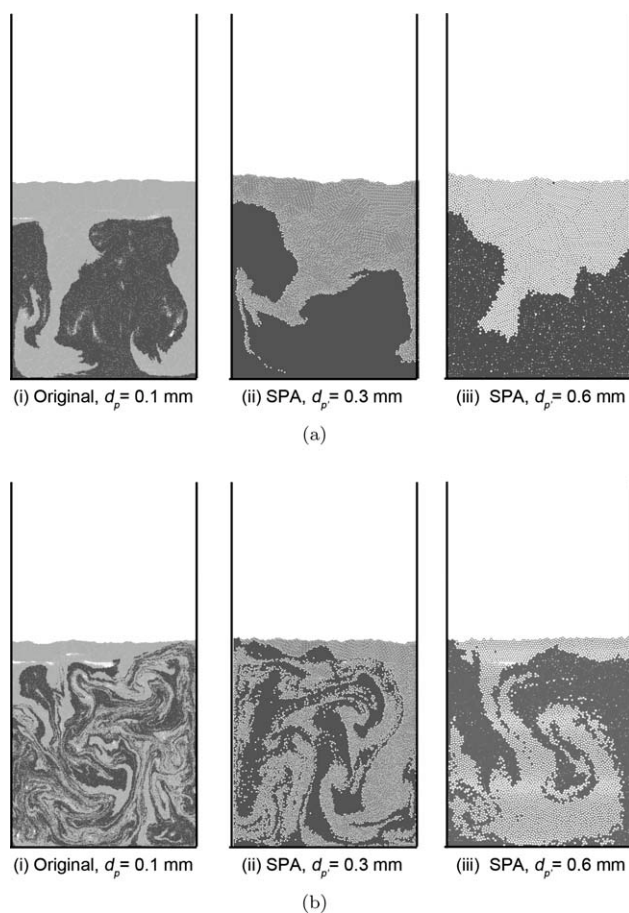 (i) Original, dp= 0.1 mm (ii) SPA, dp'= 0.3 mm (iii) SPA, dp'= 0.6 mm
(a)
(i) Original, dp= 0.1 mm (ii) SPA, dp'= 0.3 mm (iii) SPA, dp'= 0.6 mm
(b)